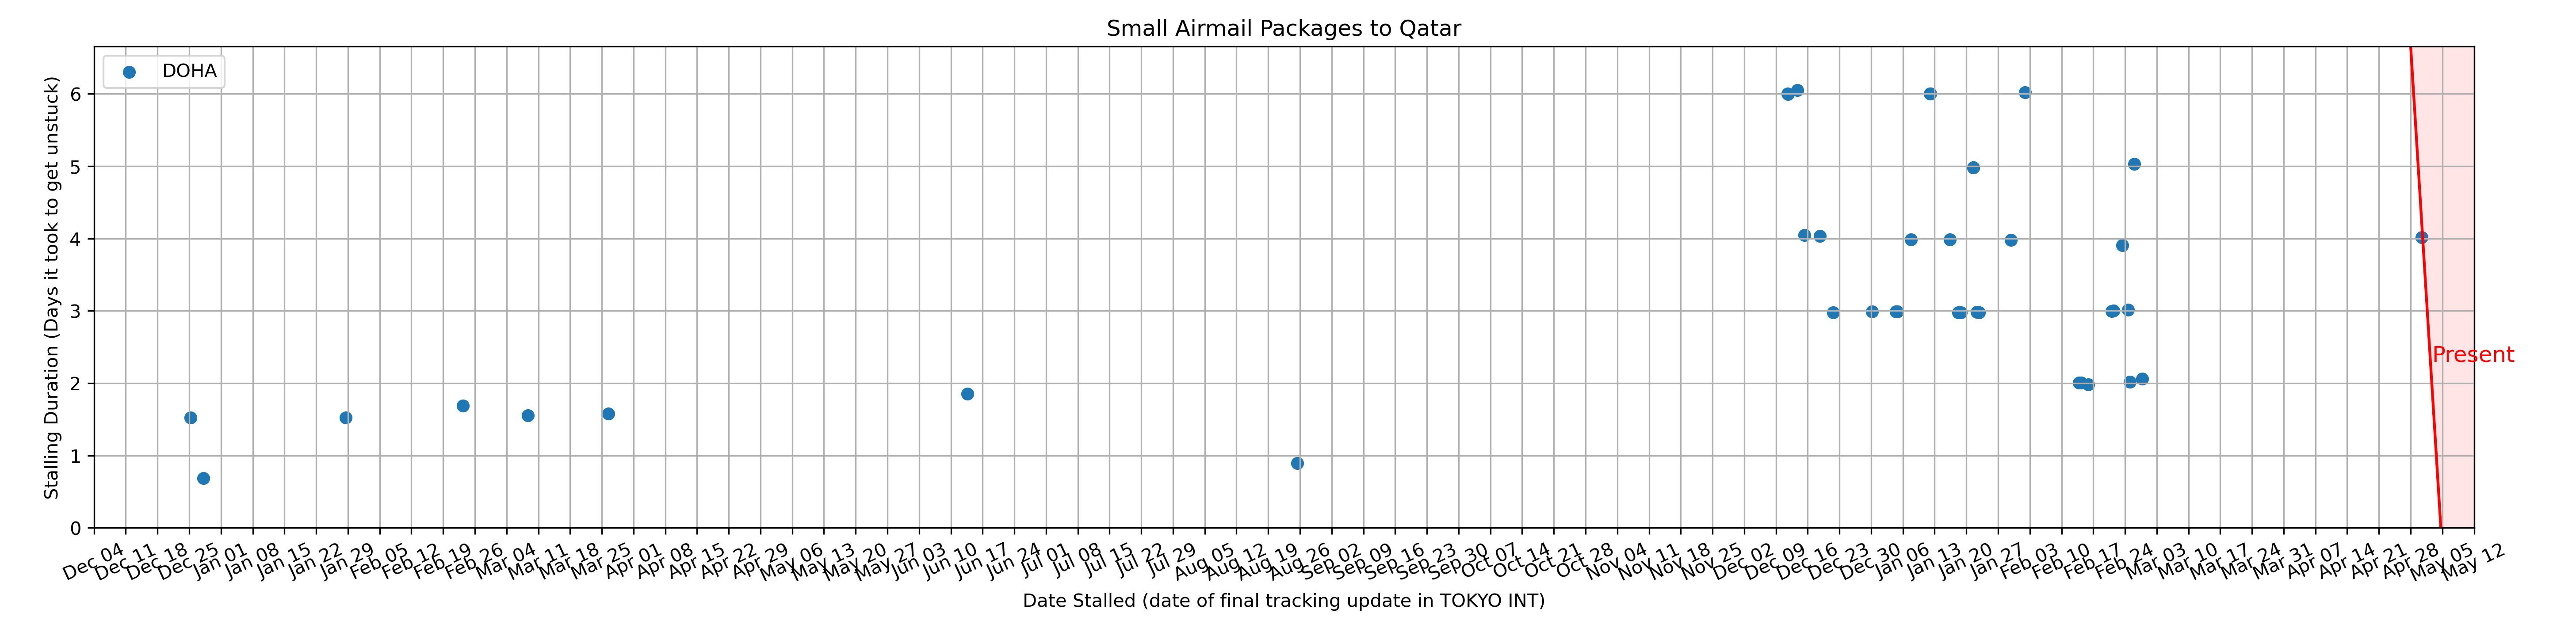 Small Airmail Packages to Qatar
DOHA
Stalling Duration (Days it took to get unstuck)
6
5
4
3
2
1
0
Present
Dec 04
Dec 11
Dec 18
Dec 25
Jan 01
Jan 08
Jan 15
Jan 22
Jan 29
Feb 05
Feb 12
Feb 19
Feb 26
Mar 04
Mar 11
Mar 18
Mar 25
Apr 01
Apr 08
Apr 15
Apr 22
Apr 29
May 06
May 13
May 20
May 27
Jun 03
Jun 10
Jun 17
Jun 24
Jul 01
Jul 08
Jul 15
Jul 22
Jul 29
Aug 05
Aug 12
Aug 19
Aug 26
Sep 02
Sep 09
Sep 16
Sep 23
Sep 30
Oct 07
Oct 14
Oct 21
Oct 28
Nov 04
Nov 11
Nov 18
Nov 25
Dec 02
Dec 09
Dec 16
Dec 23
Dec 30
Jan 06
Jan 13
Jan 20
Jan 27
Feb 03
Feb 10
Feb 17
Feb 24
Mar 03
Mar 10
Mar 17
Mar 24
Mar 31
Apr 07
Apr 14
Apr 21
Apr 28
May 05
May 12
Date Stalled (date of final tracking update in TOKYO INT)